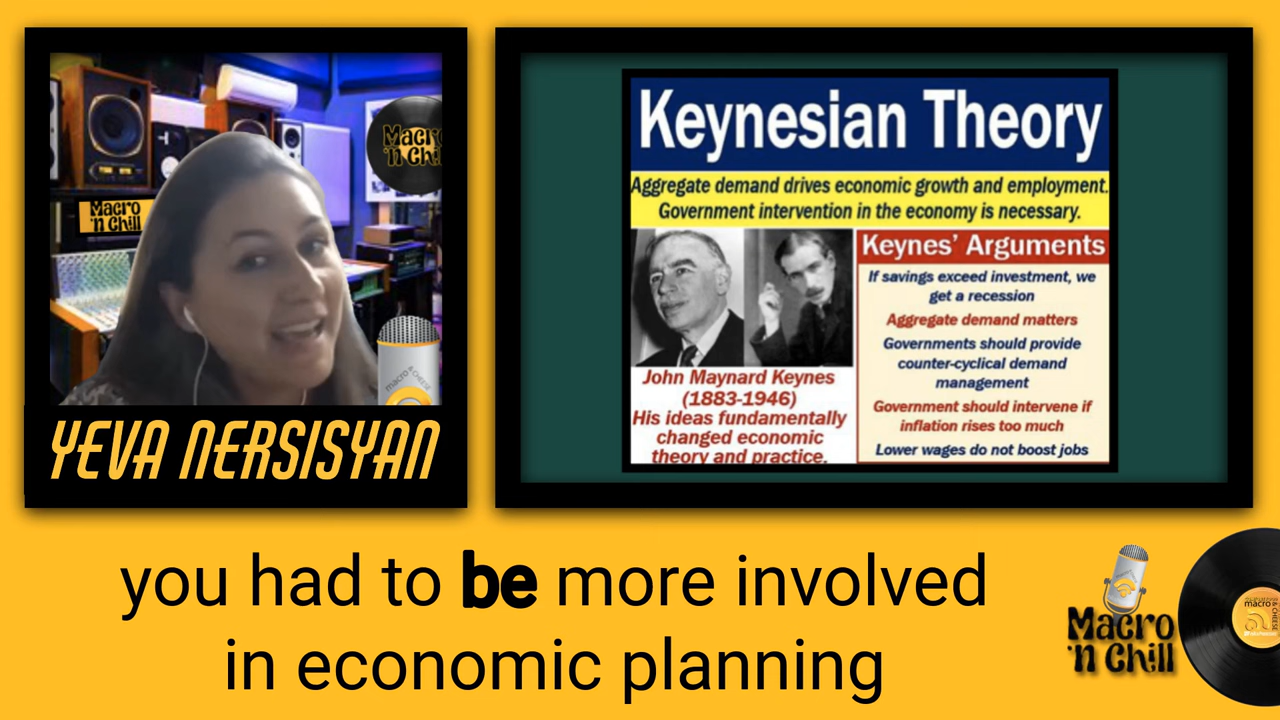 Macro
'N Chill
Macro
'N Chill
macro
CHEESE
YEVA NERSISYAN
Keynesian Theory
Aggregate demand drives economic growth and employment.
Government intervention in the economy is necessary.
John Maynard Keynes
(1883-1946)
His ideas fundamentally
changed economic
theory and practice.
Keynes' Arguments
If savings exceed investment, we
get a recession
Aggregate demand matters
Governments should provide
counter-cyclical demand
management
Government should intervene if
inflation rises too much
Lower wages do not boost jobs
you had to be more involved
in economic planning
Macro
'N Chill
macro